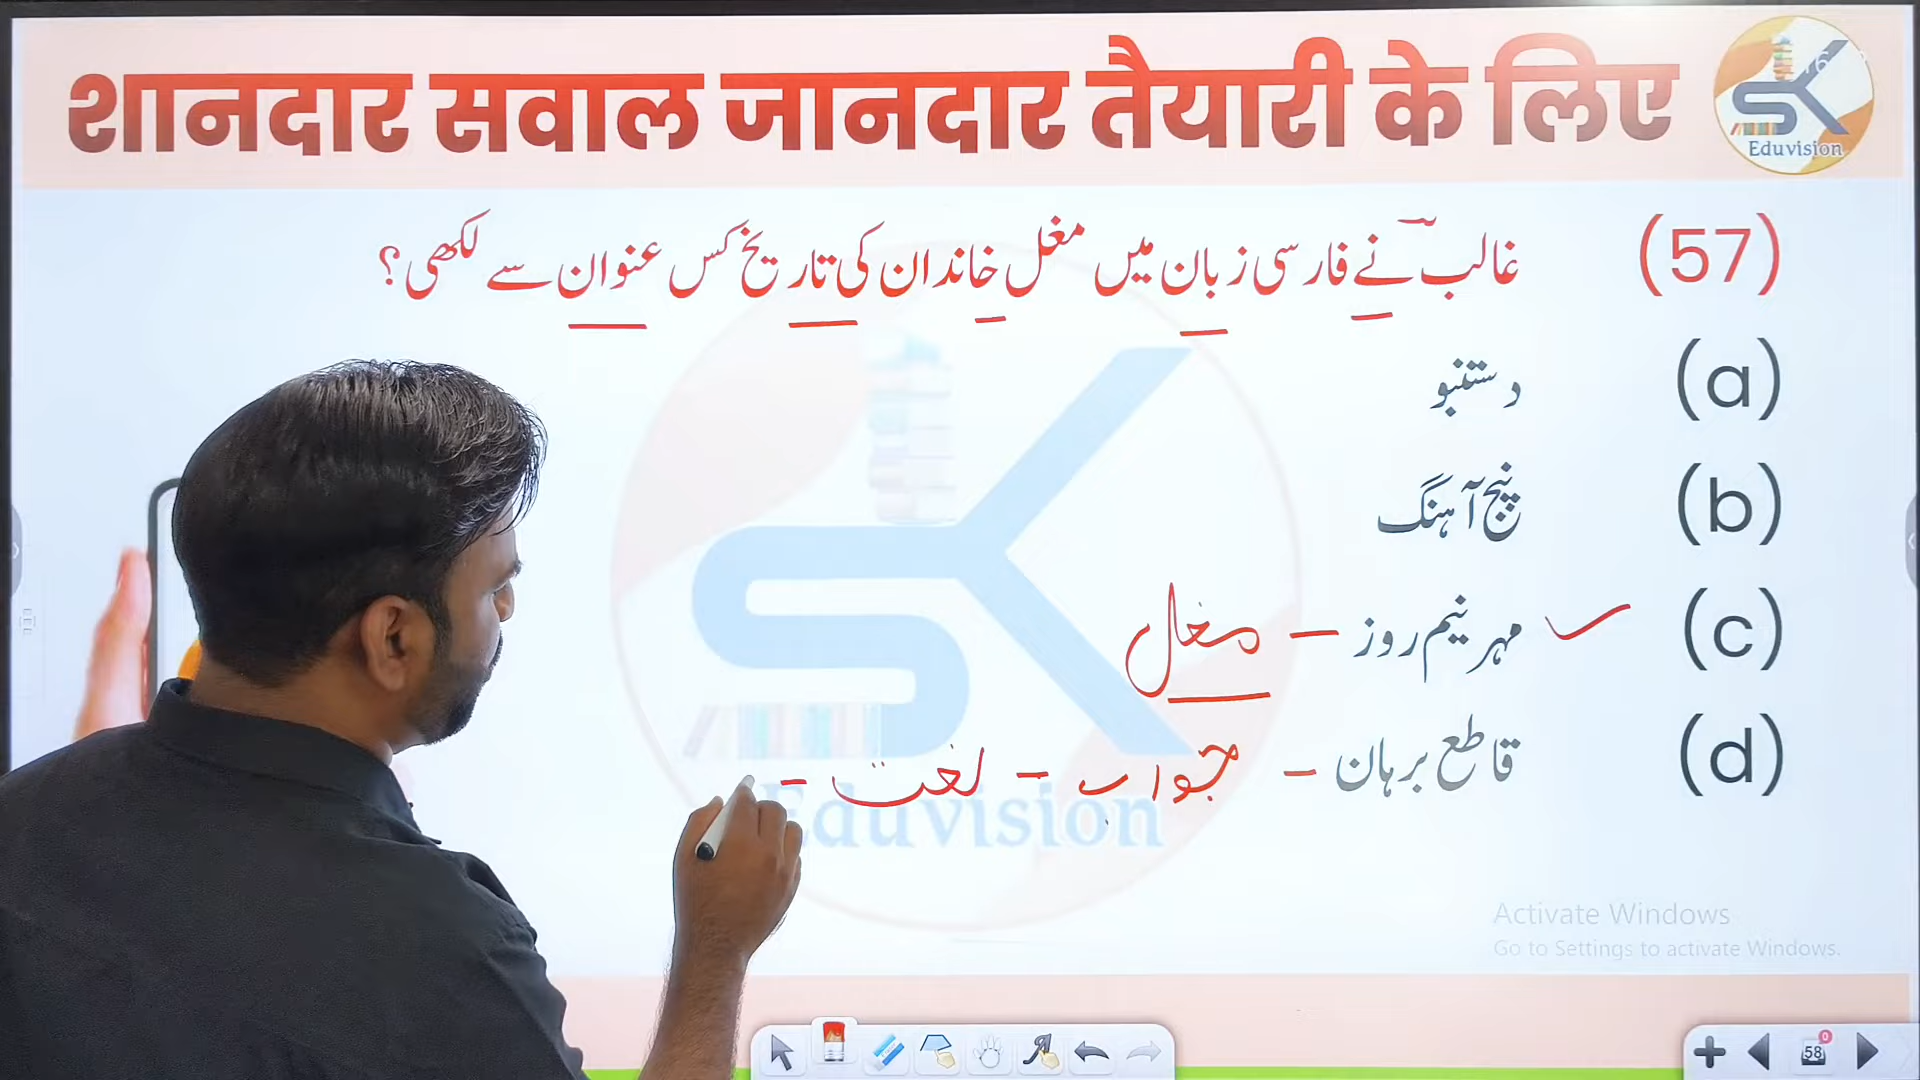 शानदार सवाल जानदार तैयारी के लिए
SK
Eduvision
(57) غالب نے فارسی زبان میں مغل خاندان کی تاریخ کس عنوان سے لکھی؟
(a) دستنبو
(b) پنج آہنگ
(c) مہر نیم روز – مغل
(d) قاطع برہان – جواب – لغت –
SK
Eduvision
Activate Windows
Go to Settings to activate Windows.
58
0